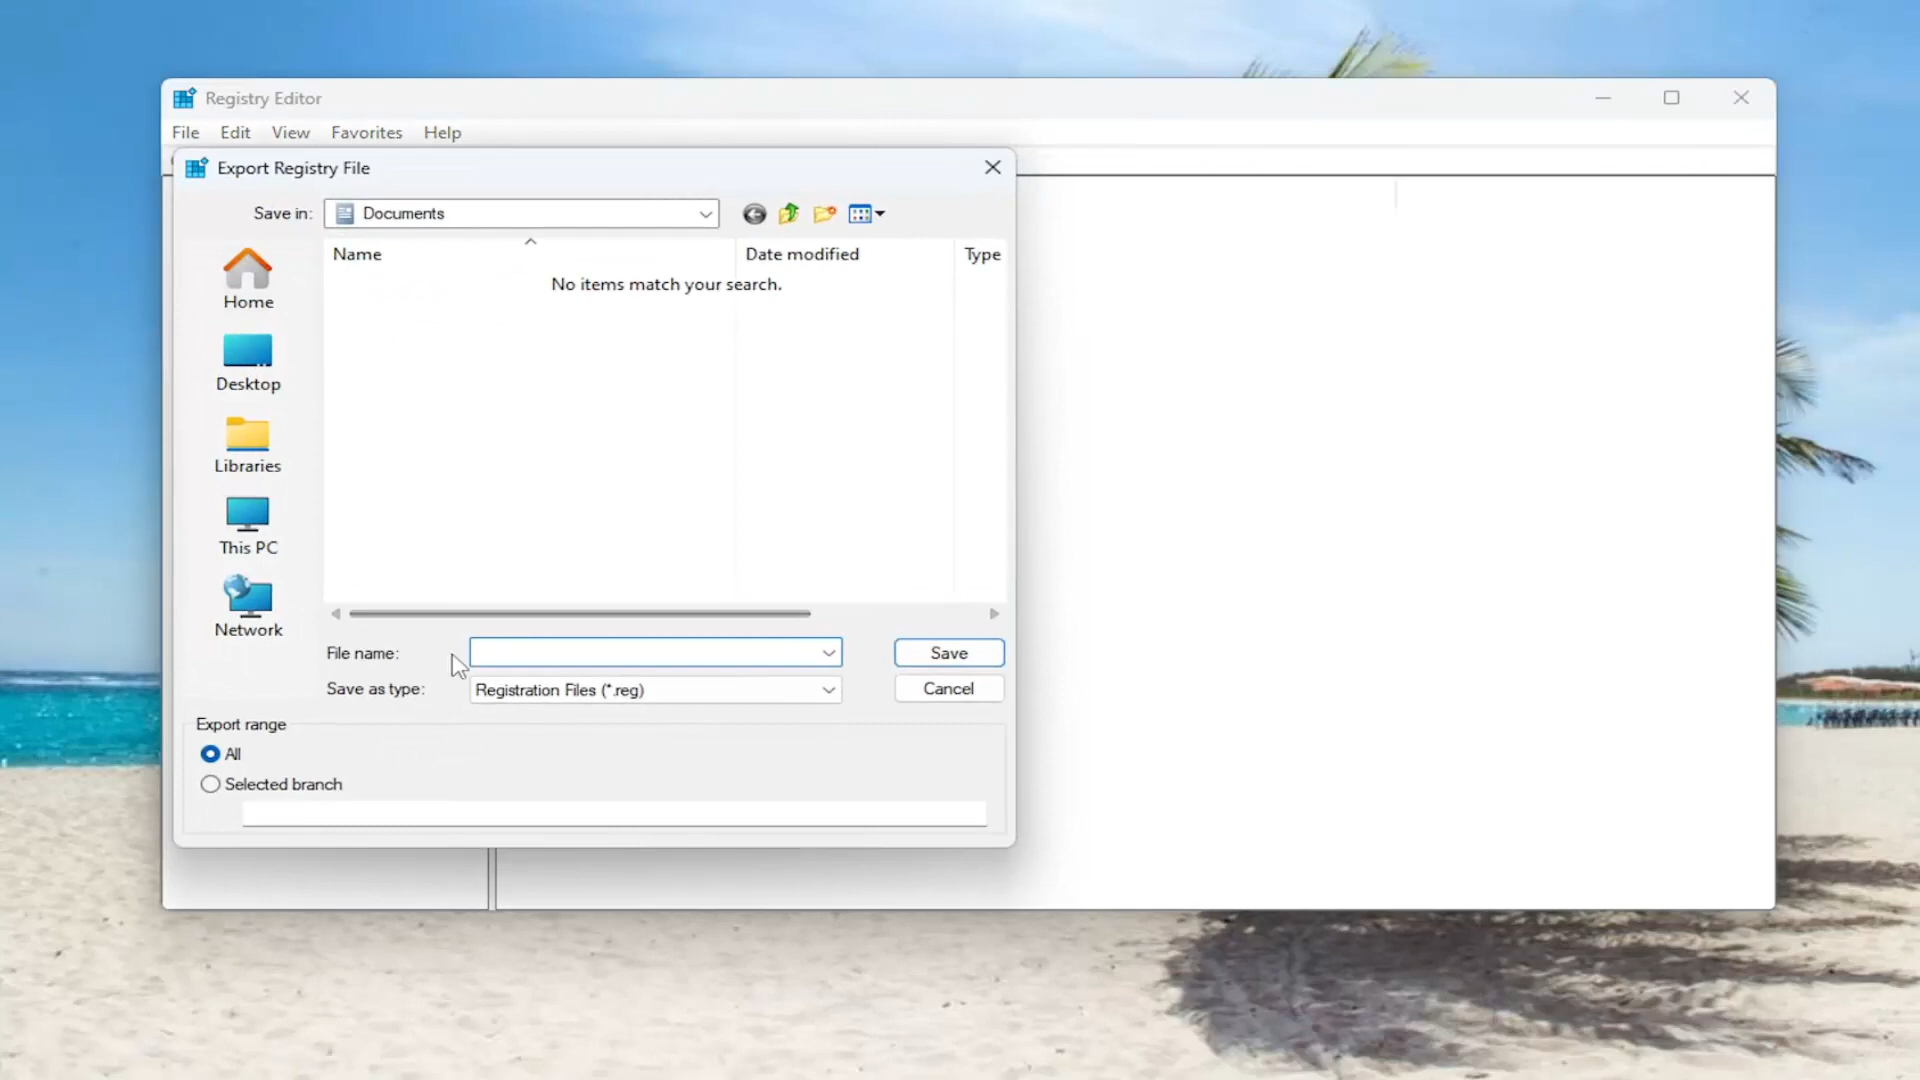 Registry Editor
File Edit View Favorites Help
Export Registry File
Save in: Documents
Name Date modified Type
No items match your search.
Home
Desktop
Libraries
This PC
Network
File name: Save
Save as type: Registration Files (*.reg) Cancel
Export range
All
Selected branch